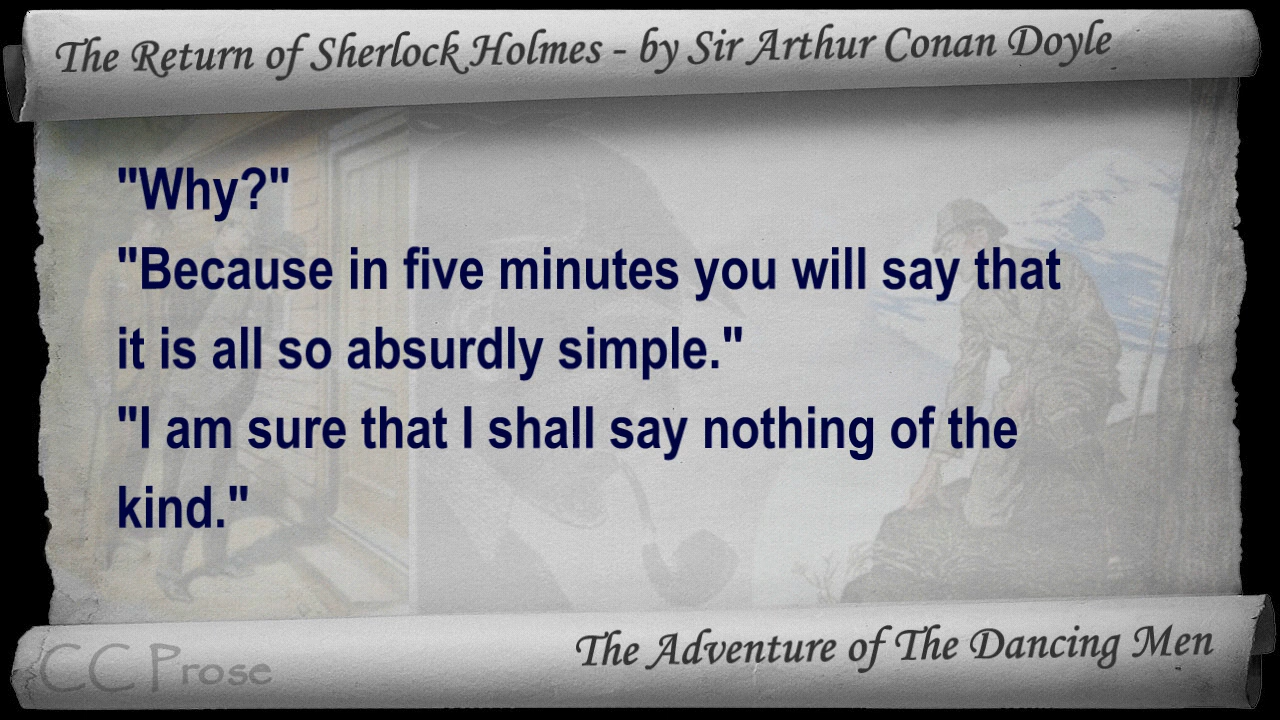 The Return of Sherlock Holmes - by Sir Arthur Conan Doyle
"Why?"
"Because in five minutes you will say that
it is all so absurdly simple."
"I am sure that I shall say nothing of the
kind."
The Adventure of The Dancing Men
CC Prose